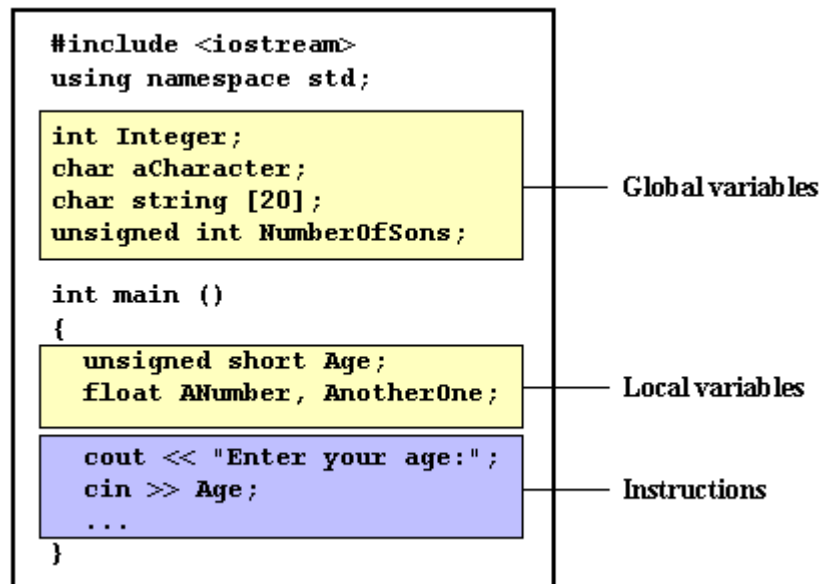 #include <iostream>
using namespace std;
int Integer;
char aCharacter;
char string [20];
unsigned int NumberOfSons;
Global variables
int main ()
{
unsigned short Age;
float ANumber, AnotherOne;
Local variables
cout << "Enter your age:";
cin >> Age;
...
Instructions
}